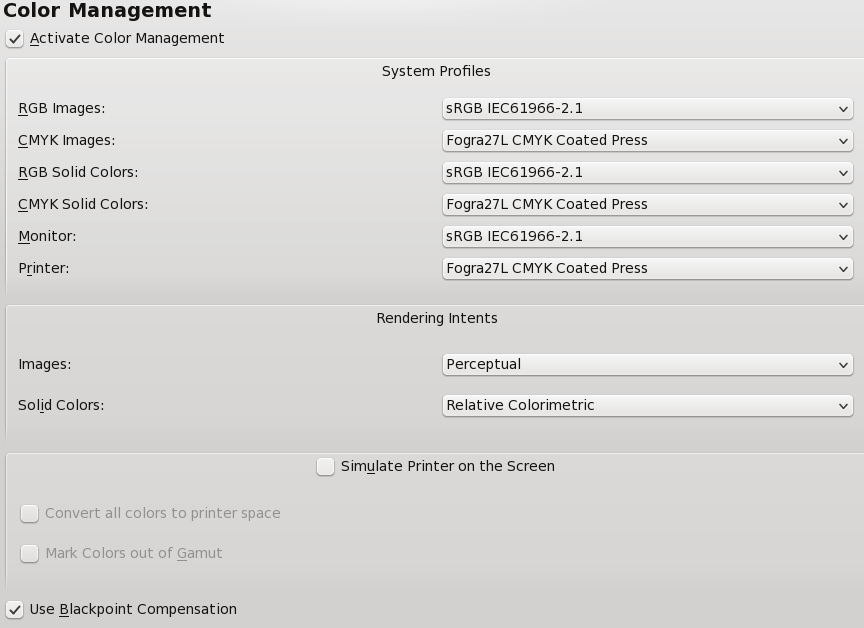 Color Management
Activate Color Management
System Profiles
RGB Images: sRGB IEC61966-2.1
CMYK Images: Fogra27L CMYK Coated Press
RGB Solid Colors: sRGB IEC61966-2.1
CMYK Solid Colors: Fogra27L CMYK Coated Press
Monitor: sRGB IEC61966-2.1
Printer: Fogra27L CMYK Coated Press
Rendering Intents
Images: Perceptual
Solid Colors: Relative Colorimetric
Simulate Printer on the Screen
Convert all colors to printer space
Mark Colors out of Gamut
Use Blackpoint Compensation